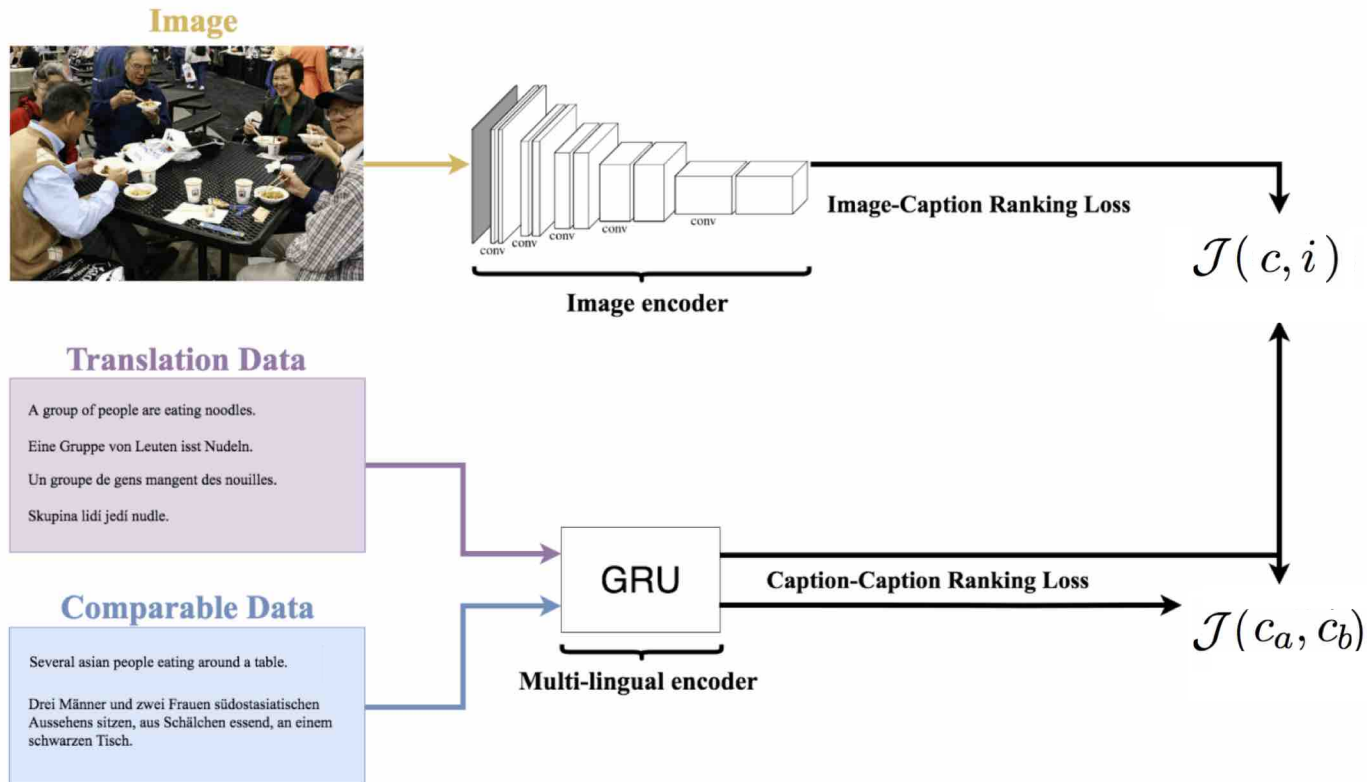 Image
conv
conv
conv
conv
conv
Image encoder
Image-Caption Ranking Loss
𝒥( c, i )
Translation Data
A group of people are eating noodles.
Eine Gruppe von Leuten isst Nudeln.
Un groupe de gens mangent des nouilles.
Skupina lidí jedí nudle.
GRU
Multi-lingual encoder
Caption-Caption Ranking Loss
𝒥( c_a, c_b)
Comparable Data
Several asian people eating around a table.
Drei Männer und zwei Frauen südostasiatischen
Aussehens sitzen, aus Schälchen essend, an einem
schwarzen Tisch.